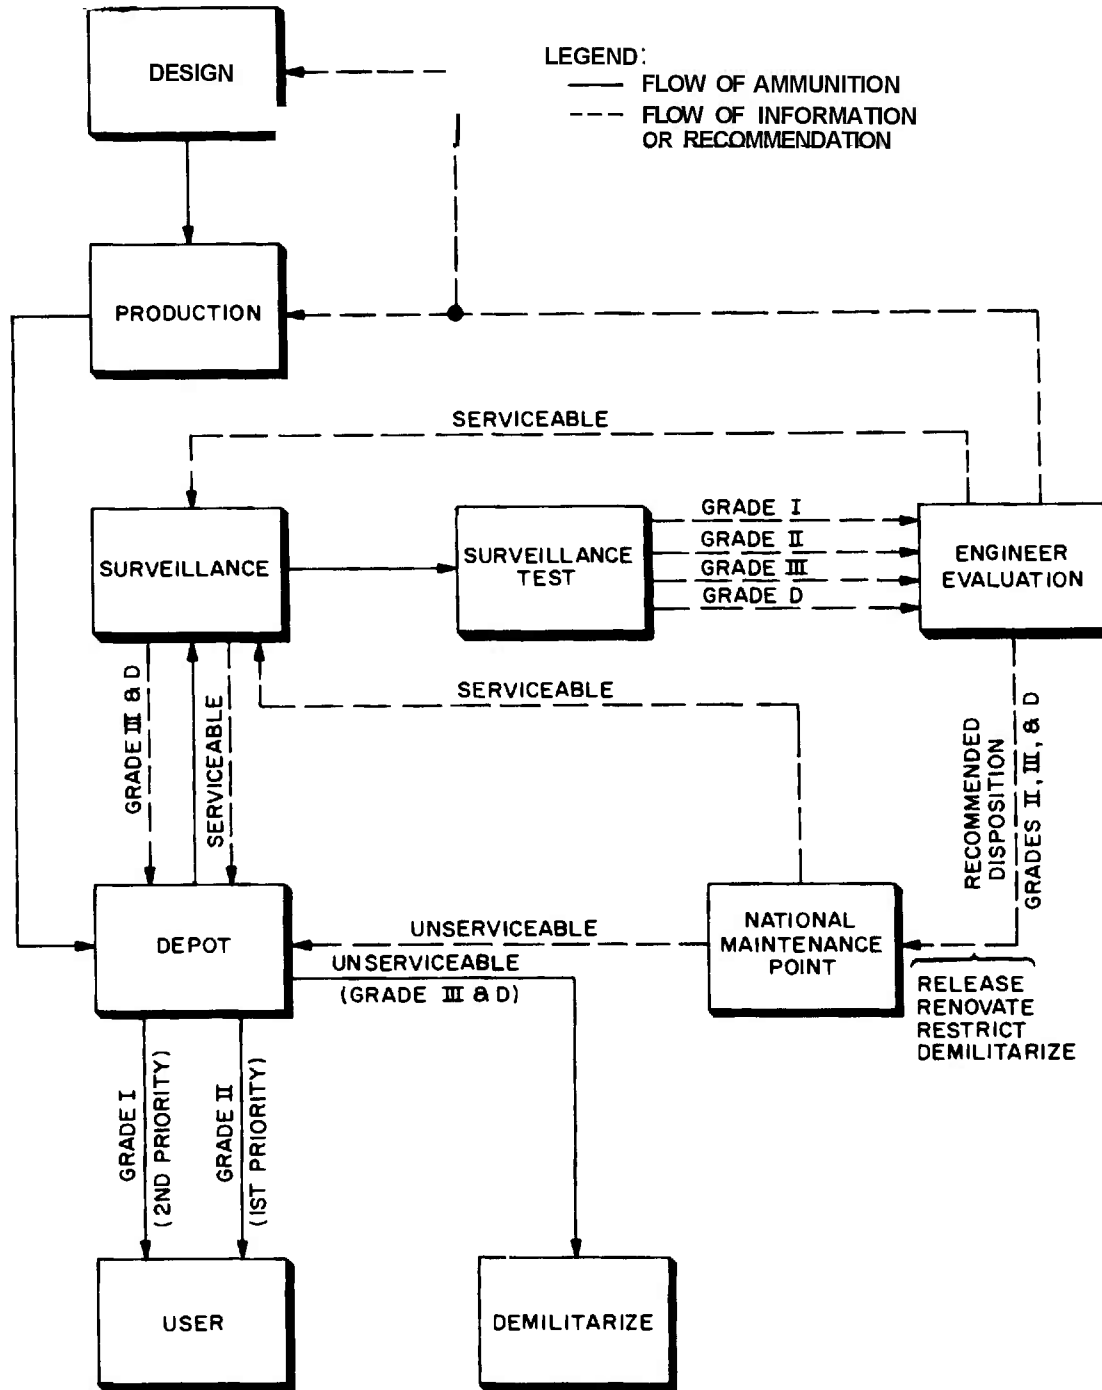 DESIGN
LEGEND:
FLOW OF AMMUNITION
FLOW OF INFORMATION
OR RECOMMENDATION
PRODUCTION
SERVICEABLE
SURVEILLANCE
SURVEILLANCE
TEST
GRADE I
GRADE II
GRADE III
GRADE D
ENGINEER
EVALUATION
GRADE III & D
SERVICEABLE
SERVICEABLE
RECOMMENDED
DISPOSITION
GRADES II, III, & D
DEPOT
UNSERVICEABLE
UNSERVICEABLE
(GRADE III & D)
NATIONAL
MAINTENANCE
POINT
RELEASE
RENOVATE
RESTRICT
DEMILITARIZE
GRADE I
(2ND PRIORITY)
GRADE II
(1ST PRIORITY)
USER
DEMILITARIZE